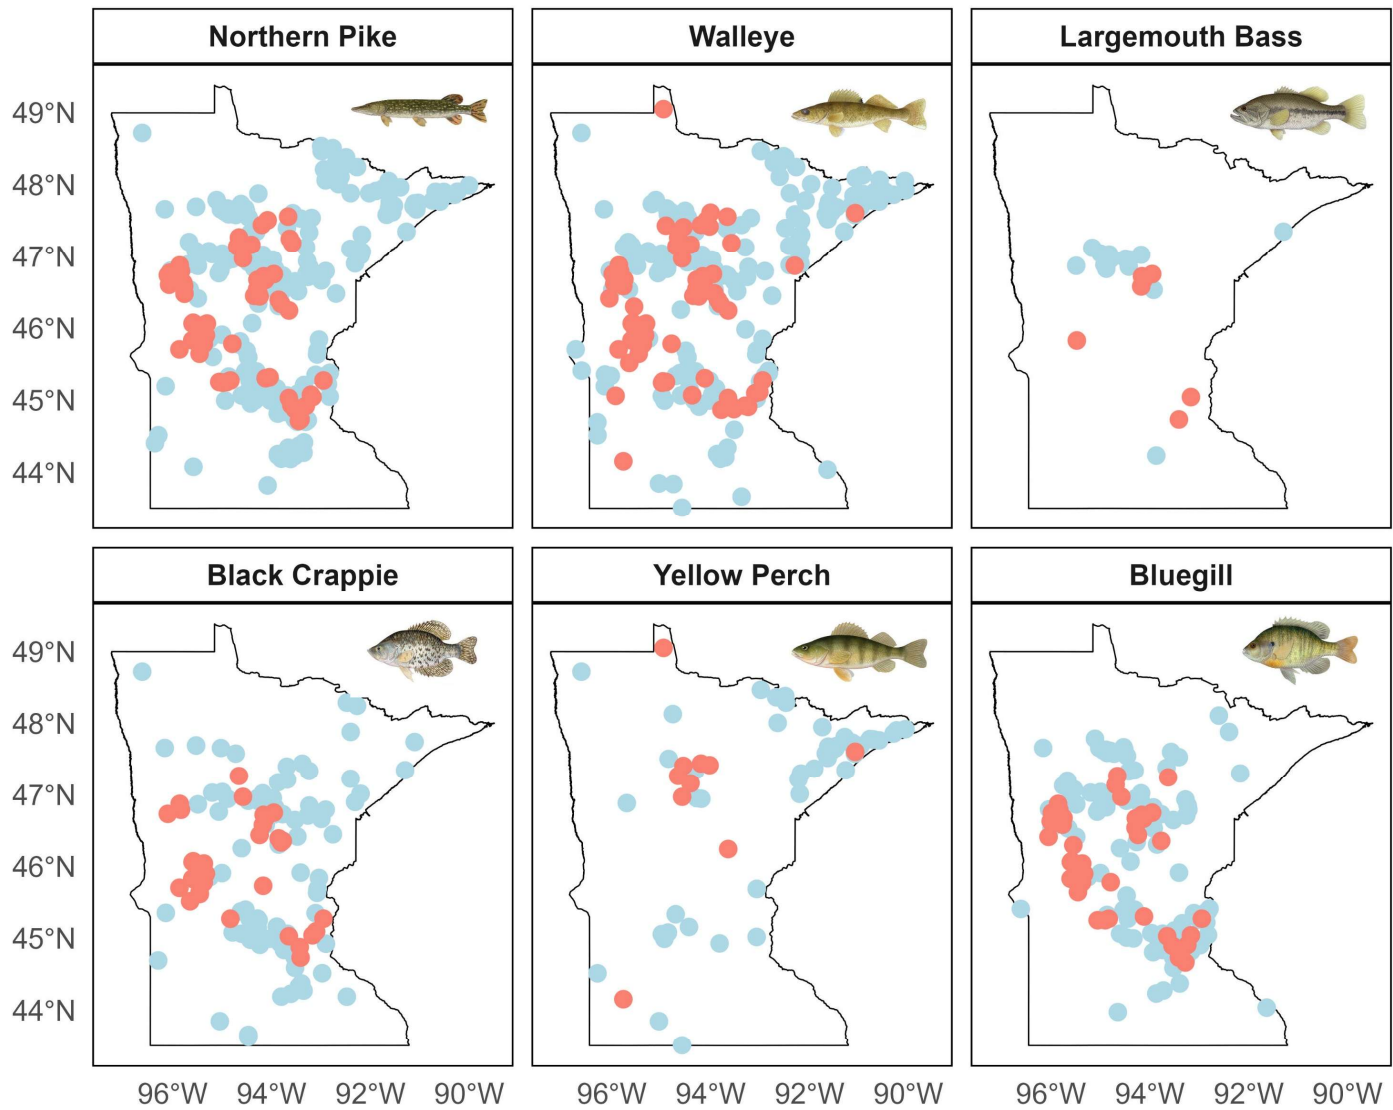 Northern Pike
Walleye
Largemouth Bass
49°N
48°N
47°N
46°N
45°N
44°N
Black Crappie
Yellow Perch
Bluegill
49°N
48°N
47°N
46°N
45°N
44°N
96°W 94°W 92°W 90°W 96°W 94°W 92°W 90°W 96°W 94°W 92°W 90°W